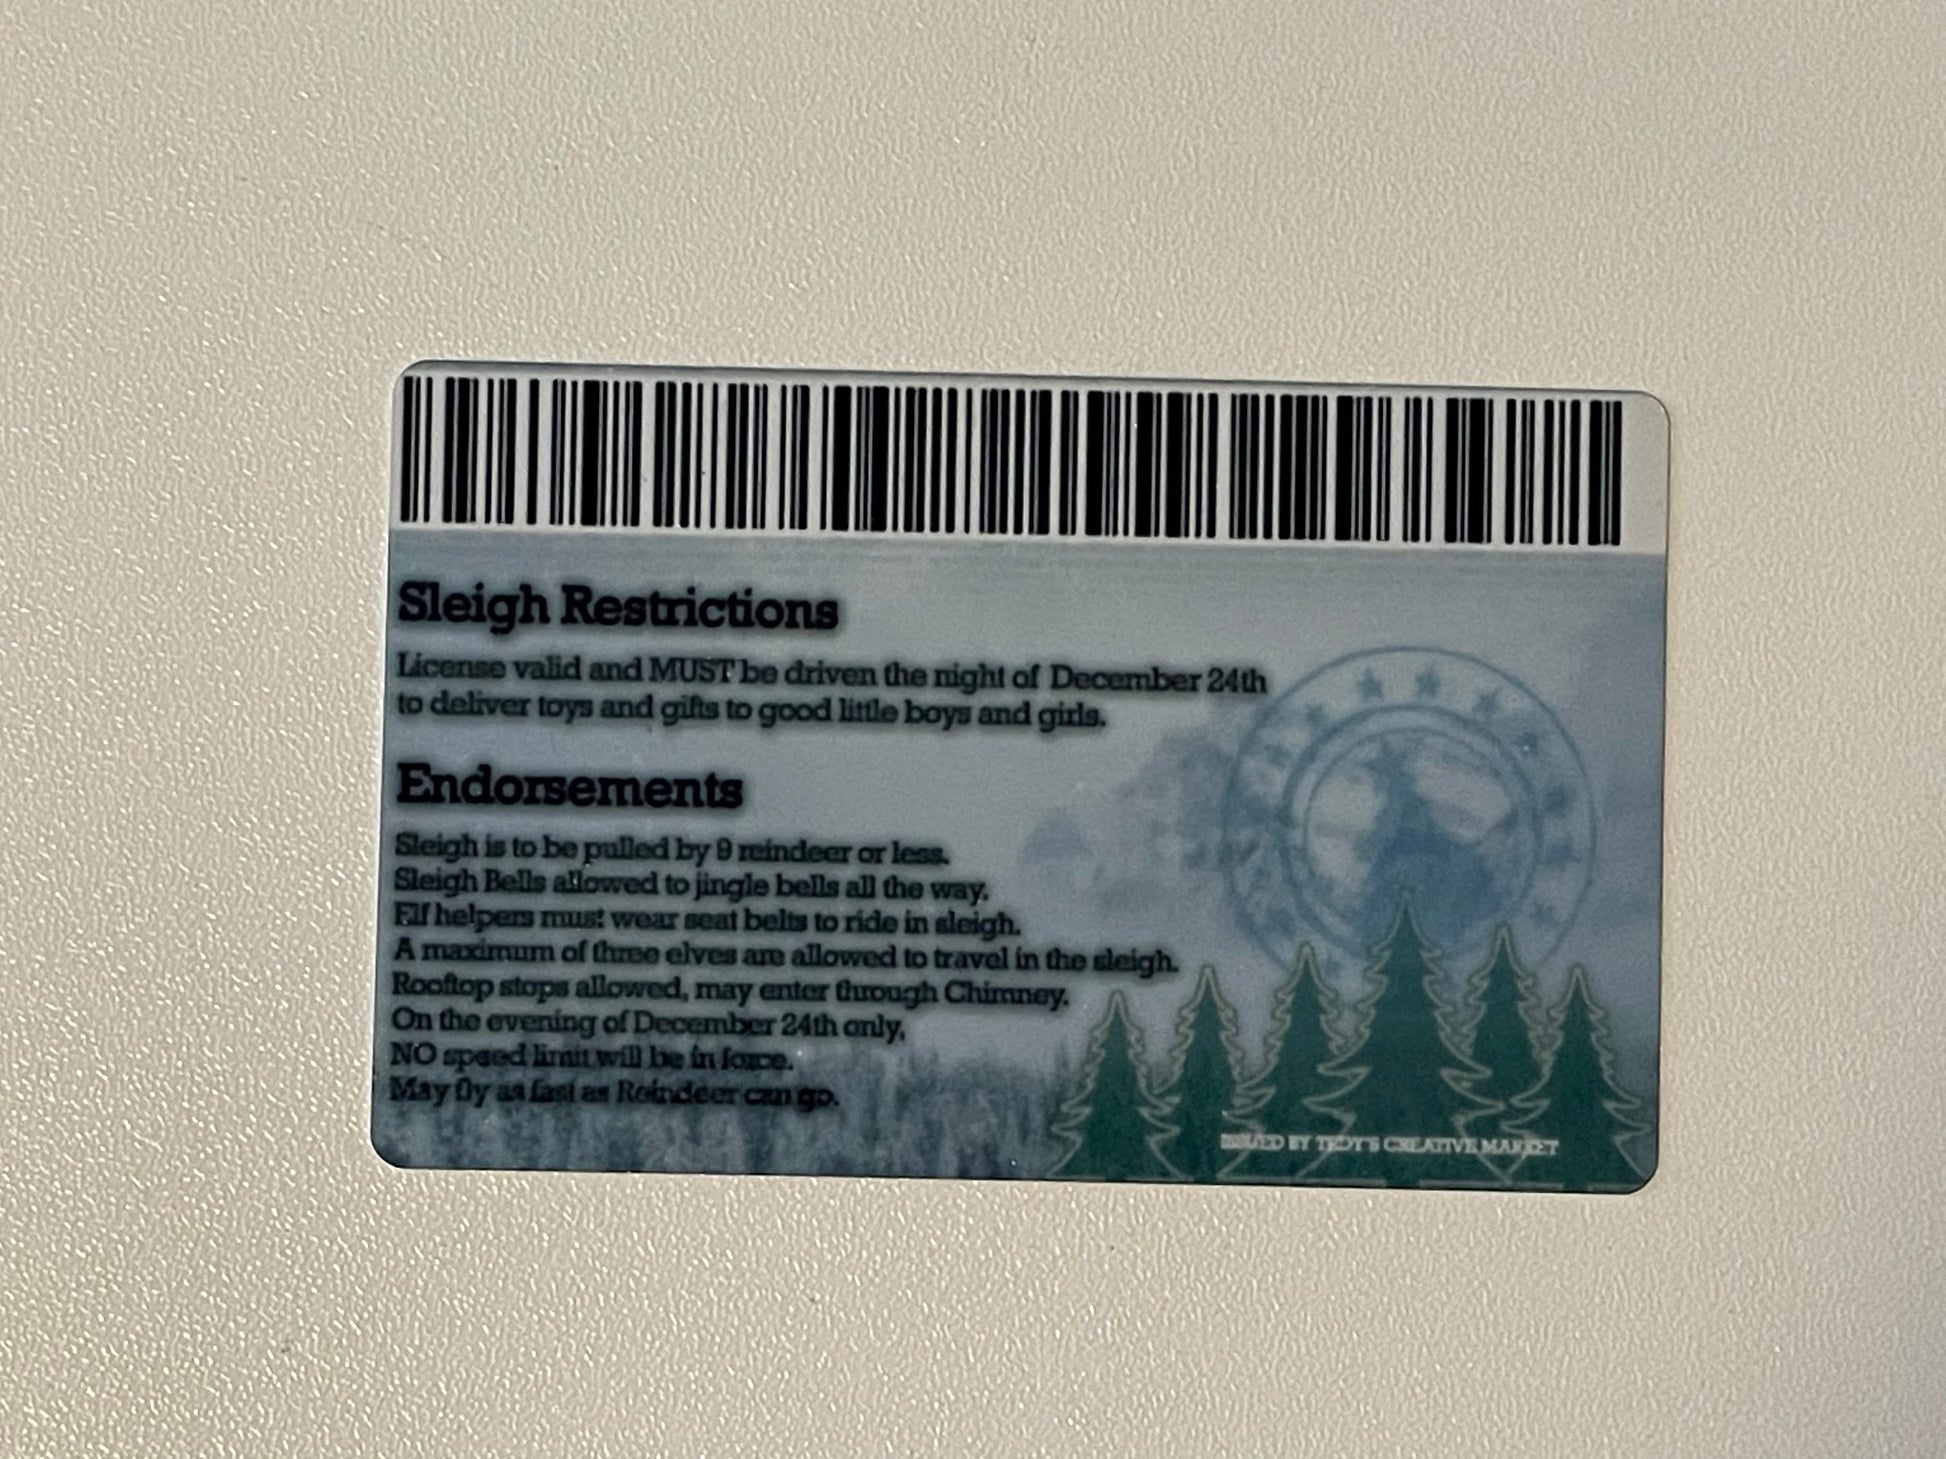 Sleigh Restrictions
License valid and MUST be driven the night of December 24th
to deliver toys and gifts to good little boys and girls.
Endorsements
Sleigh is to be pulled by 9 reindeer or less.
Sleigh Bells allowed to jingle bells all the way.
Elf helpers must wear seat belts to ride in sleigh.
A maximum of three elves are allowed to travel in the sleigh.
Rooftop stops allowed, may enter through Chimney.
On the evening of December 24th only,
NO speed limit will be in force.
May fly as fast as Reindeer can go.
ISSUED BY TEDY'S CREATIVE MARKET